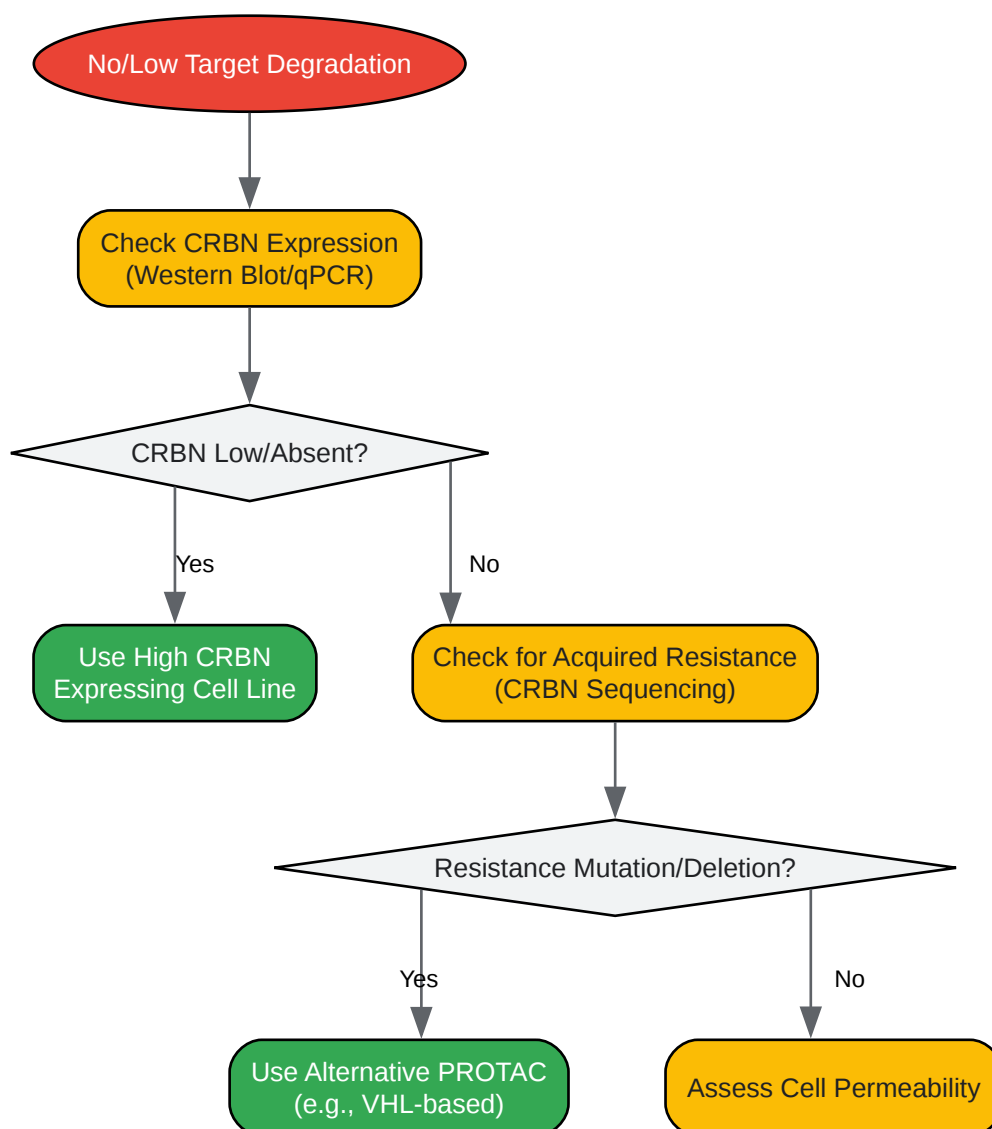 No/Low Target Degradation
Check CRBN Expression
(Western Blot/qPCR)
CRBN Low/Absent?
Yes
No
Use High CRBN
Expressing Cell Line
Check for Acquired Resistance
(CRBN Sequencing)
Resistance Mutation/Deletion?
Yes
No
Use Alternative PROTAC
(e.g., VHL-based)
Assess Cell Permeability